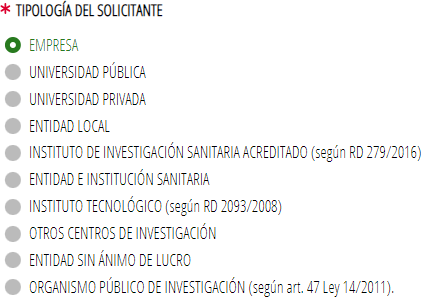 * TIPOLOGÍA DEL SOLICITANTE
EMPRESA
UNIVERSIDAD PÚBLICA
UNIVERSIDAD PRIVADA
ENTIDAD LOCAL
INSTITUTO DE INVESTIGACIÓN SANITARIA ACREDITADO (según RD 279/2016)
ENTIDAD E INSTITUCIÓN SANITARIA
INSTITUTO TECNOLÓGICO (según RD 2093/2008)
OTROS CENTROS DE INVESTIGACIÓN
ENTIDAD SIN ÁNIMO DE LUCRO
ORGANISMO PÚBLICO DE INVESTIGACIÓN (según art. 47 Ley 14/2011).